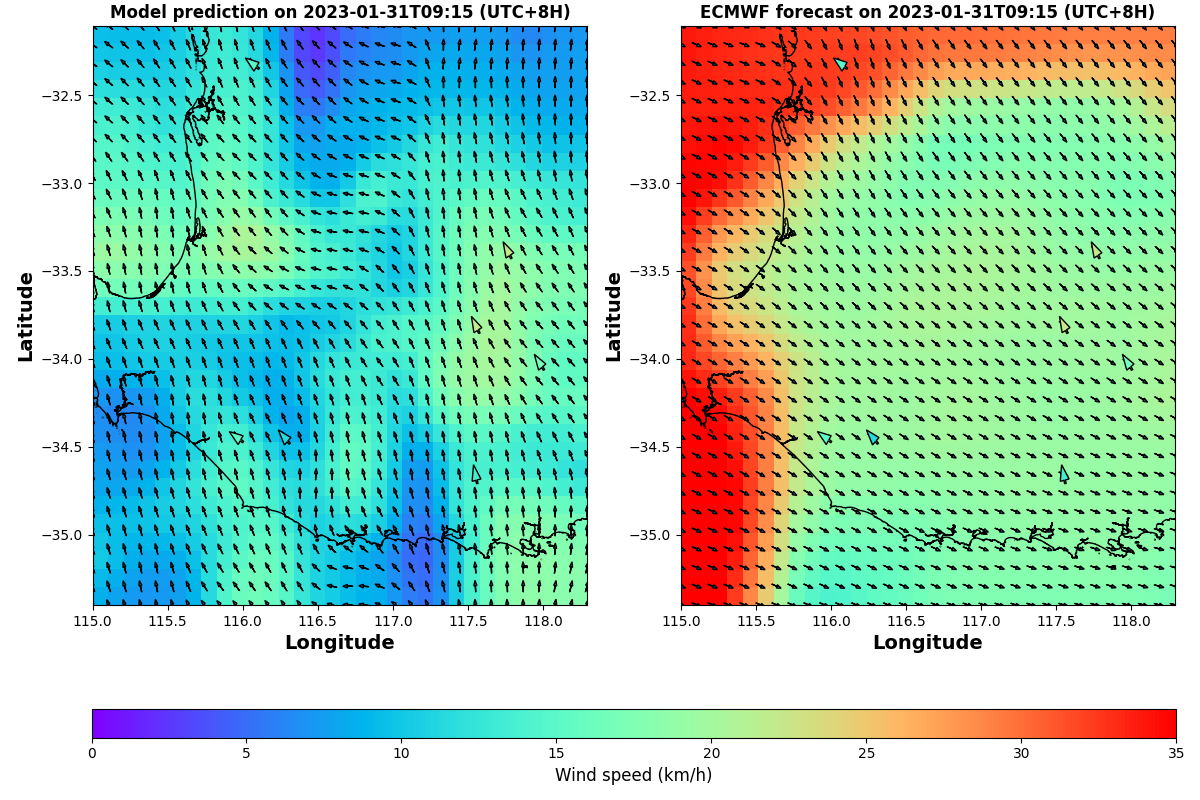 Model prediction on 2023-01-31T09:15 (UTC+8H)
ECMWF forecast on 2023-01-31T09:15 (UTC+8H)
Latitude
−32.5
−33.0
−33.5
−34.0
−34.5
−35.0
115.0 115.5 116.0 116.5 117.0 117.5 118.0
Longitude
Latitude
−32.5
−33.0
−33.5
−34.0
−34.5
−35.0
115.0 115.5 116.0 116.5 117.0 117.5 118.0
Longitude
0 5 10 15 20 25 30 35
Wind speed (km/h)